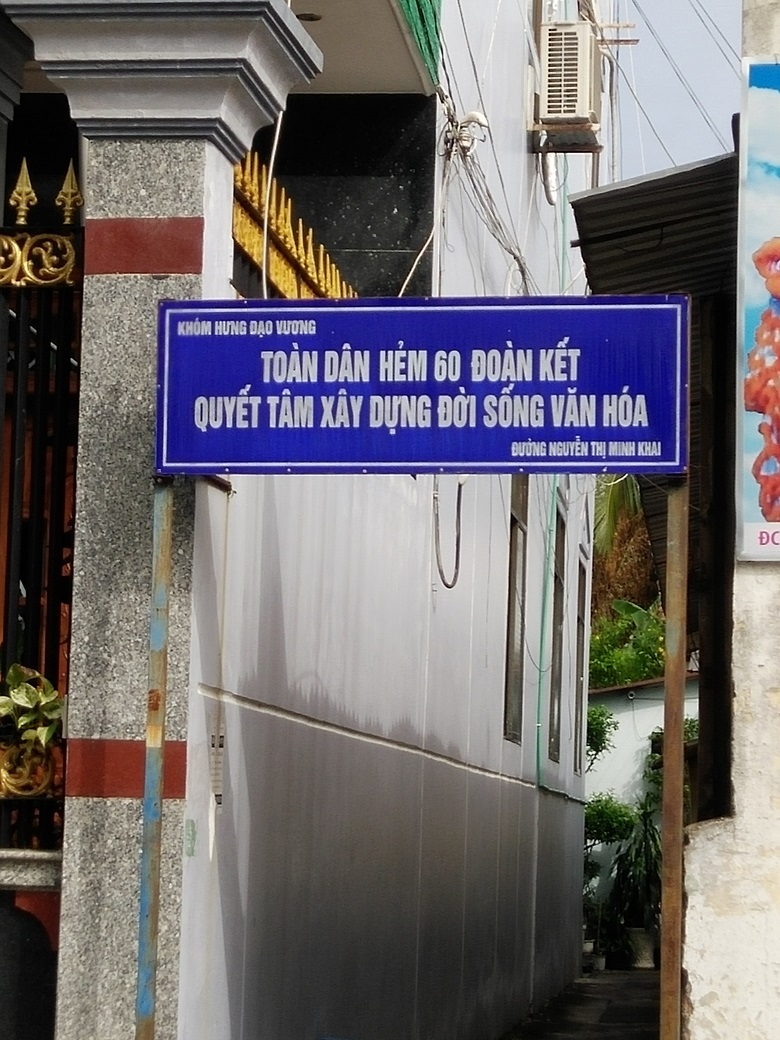 KHÓM HƯNG ĐẠO VƯƠNG
TOÀN DÂN HẺM 60 ĐOÀN KẾT
QUYẾT TÂM XÂY DỰNG ĐỜI SỐNG VĂN HÓA
ĐƯỜNG NGUYỄN THỊ MINH KHAI